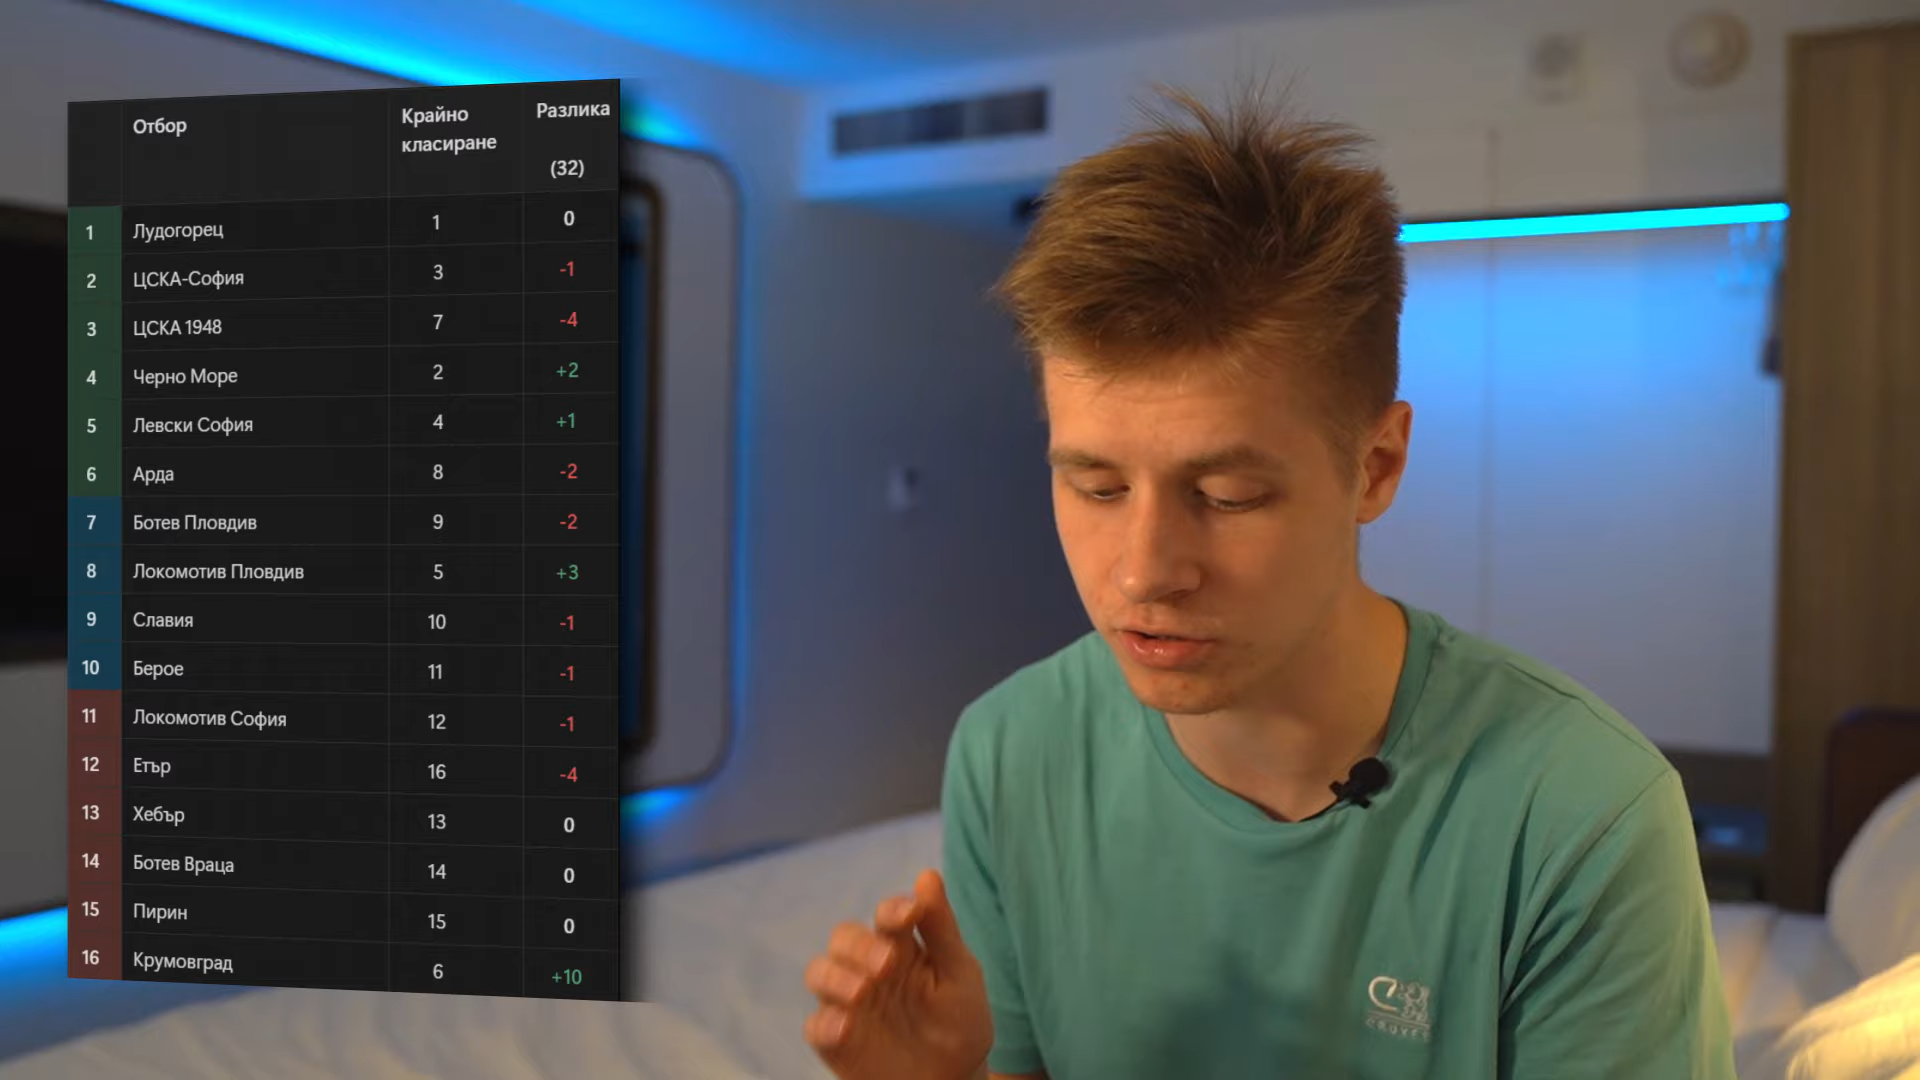 Отбор Крайно класиране Разлика (32)
1 Лудогорец 1 0
2 ЦСКА-София 3 -1
3 ЦСКА 1948 7 -4
4 Черно Море 2 +2
5 Левски София 4 +1
6 Арда 8 -2
7 Ботев Пловдив 9 -2
8 Локомотив Пловдив 5 +3
9 Славия 10 -1
10 Берое 11 -1
11 Локомотив София 12 -1
12 Етър 16 -4
13 Хебър 13 0
14 Ботев Враца 14 0
15 Пирин 15 0
16 Крумовград 6 +10